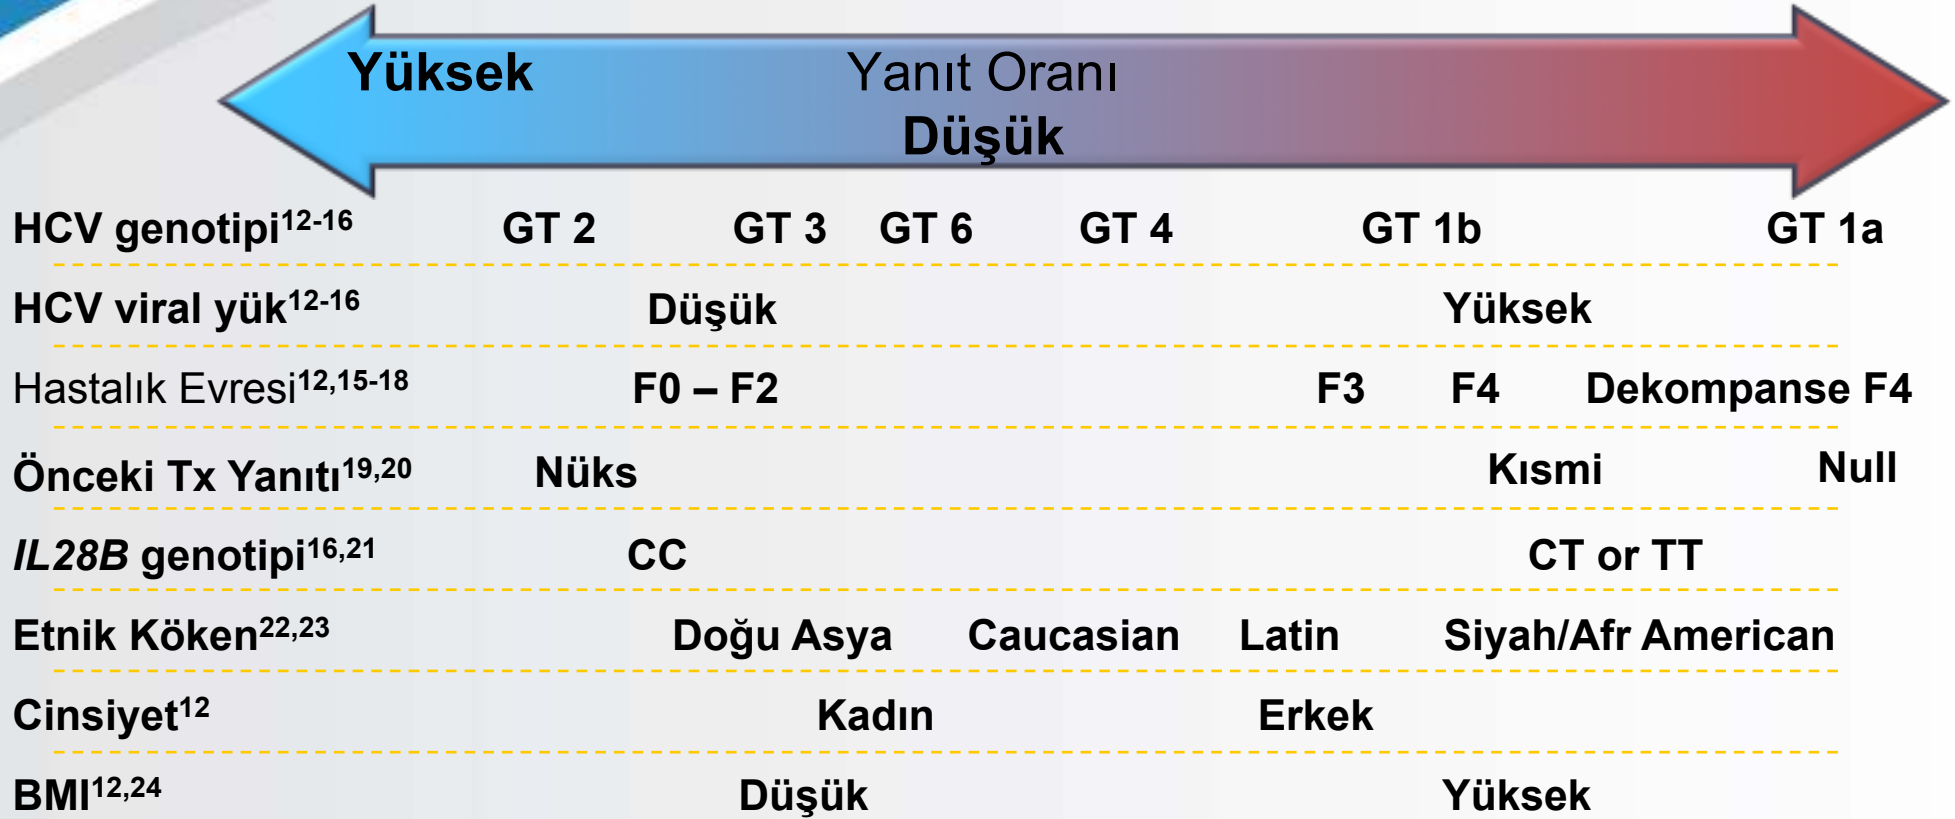 Yüksek Yanıt Oranı
Düşük
HCV genotipi12-16 GT 2 GT 3 GT 6 GT 4 GT 1b GT 1a
HCV viral yük12-16 Düşük Yüksek
Hastalık Evresi12,15-18 F0 – F2 F3 F4 Dekompanse F4
Önceki Tx Yanıtı19,20 Nüks Kısmi Null
IL28B genotipi16,21 CC CT or TT
Etnik Köken22,23 Doğu Asya Caucasian Latin Siyah/Afr American
Cinsiyet12 Kadın Erkek
BMI12,24 Düşük Yüksek